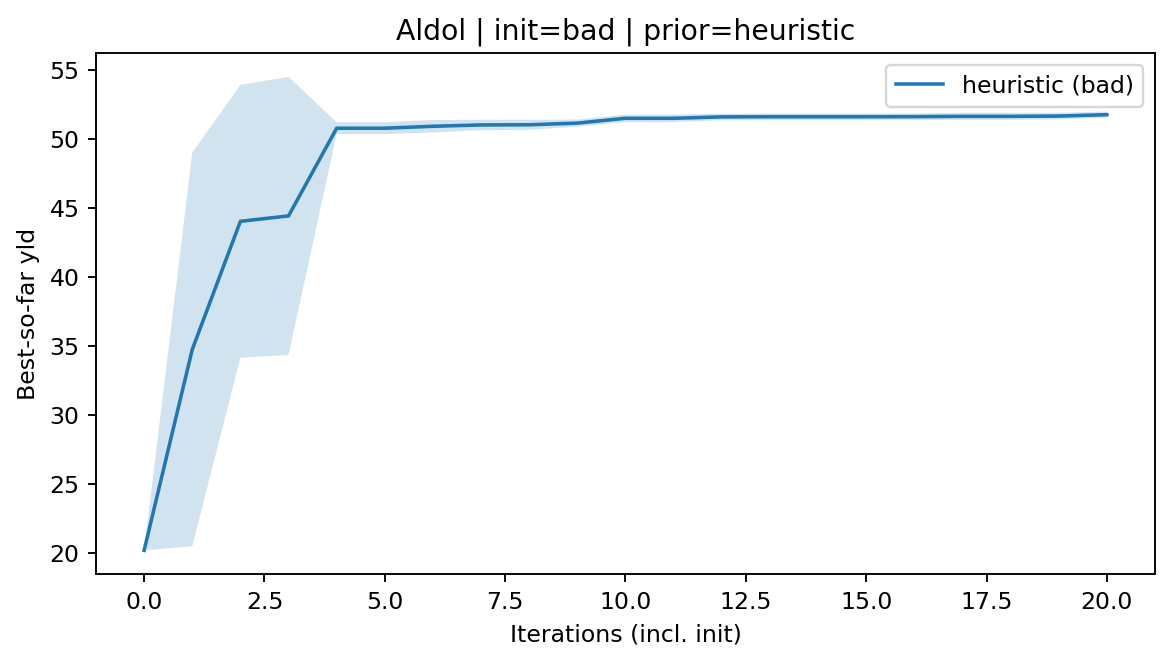 Aldol | init=bad | prior=heuristic
heuristic (bad)
Best-so-far yld
55
50
45
40
35
30
25
20
0.0 2.5 5.0 7.5 10.0 12.5 15.0 17.5 20.0
Iterations (incl. init)